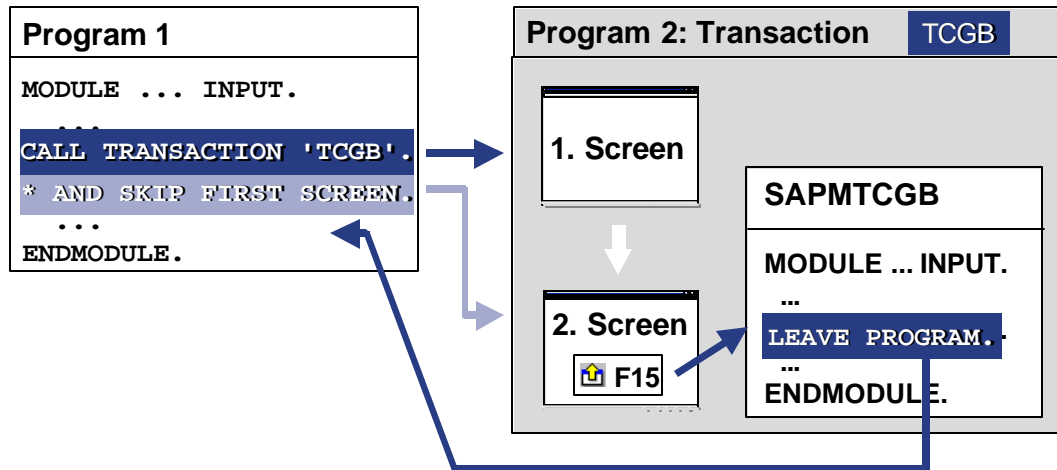 Program 1
MODULE ... INPUT.
...
CALL TRANSACTION 'TCGB'.
* AND SKIP FIRST SCREEN.
...
ENDMODULE.
Program 2: Transaction TCGB
1. Screen
2. Screen
F15
SAPMTCGB
MODULE ... INPUT.
...
LEAVE PROGRAM.
...
ENDMODULE.